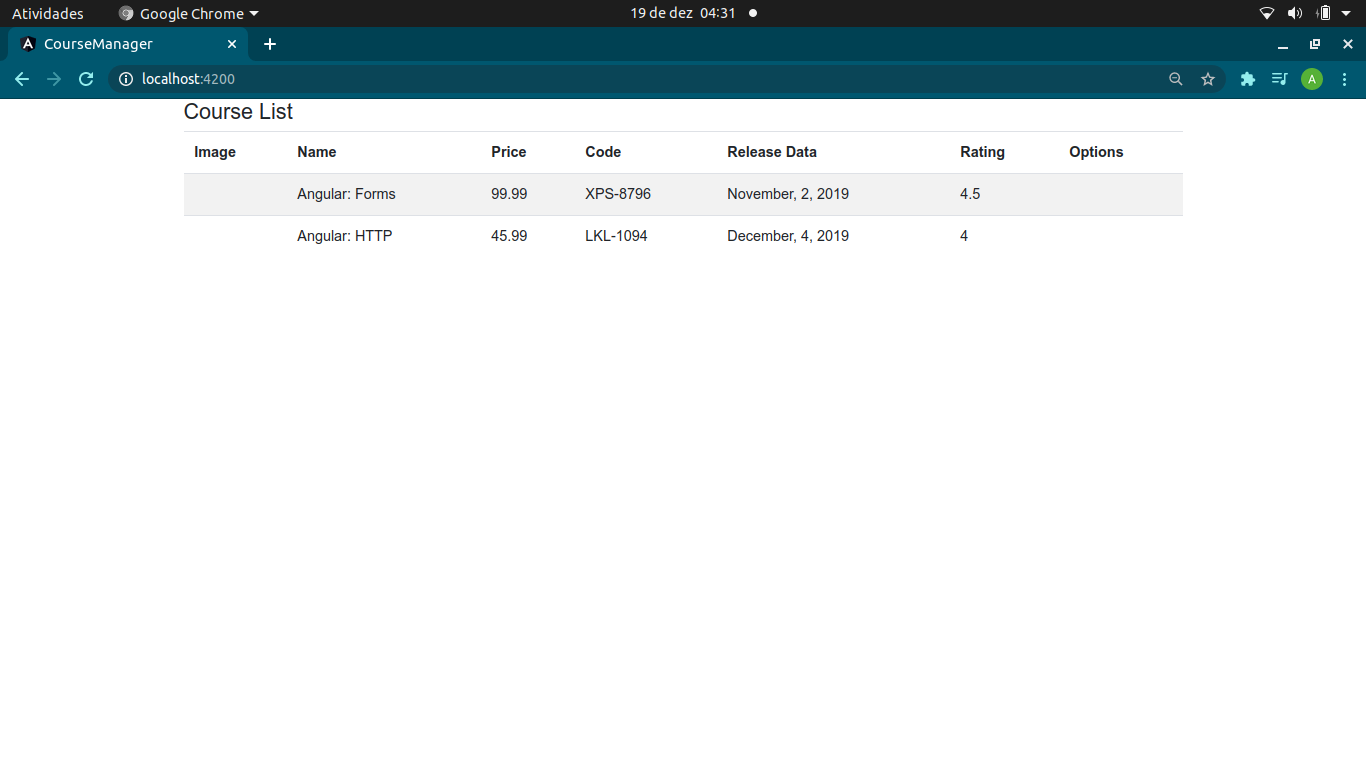 Atividades Google Chrome 19 de dez 04:31
CourseManager
localhost:4200 A
Course List
Image Name Price Code Release Data Rating Options
Angular: Forms 99.99 XPS-8796 November, 2, 2019 4.5
Angular: HTTP 45.99 LKL-1094 December, 4, 2019 4